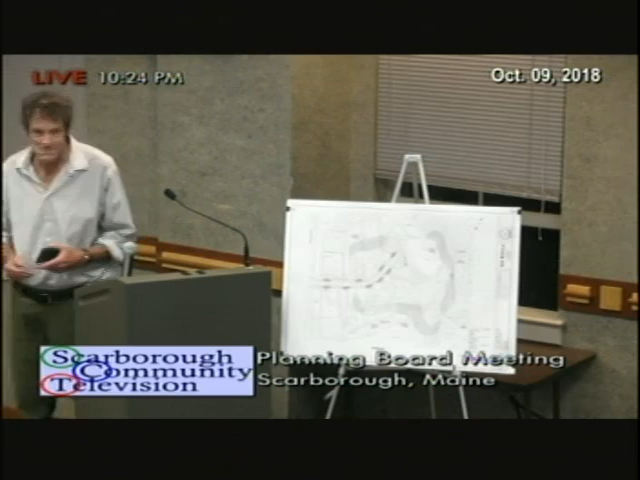 LIVE 10:24 PM
Oct. 09, 2018
Scarborough
Community
Television
Planning Board Meeting
Scarborough, Maine